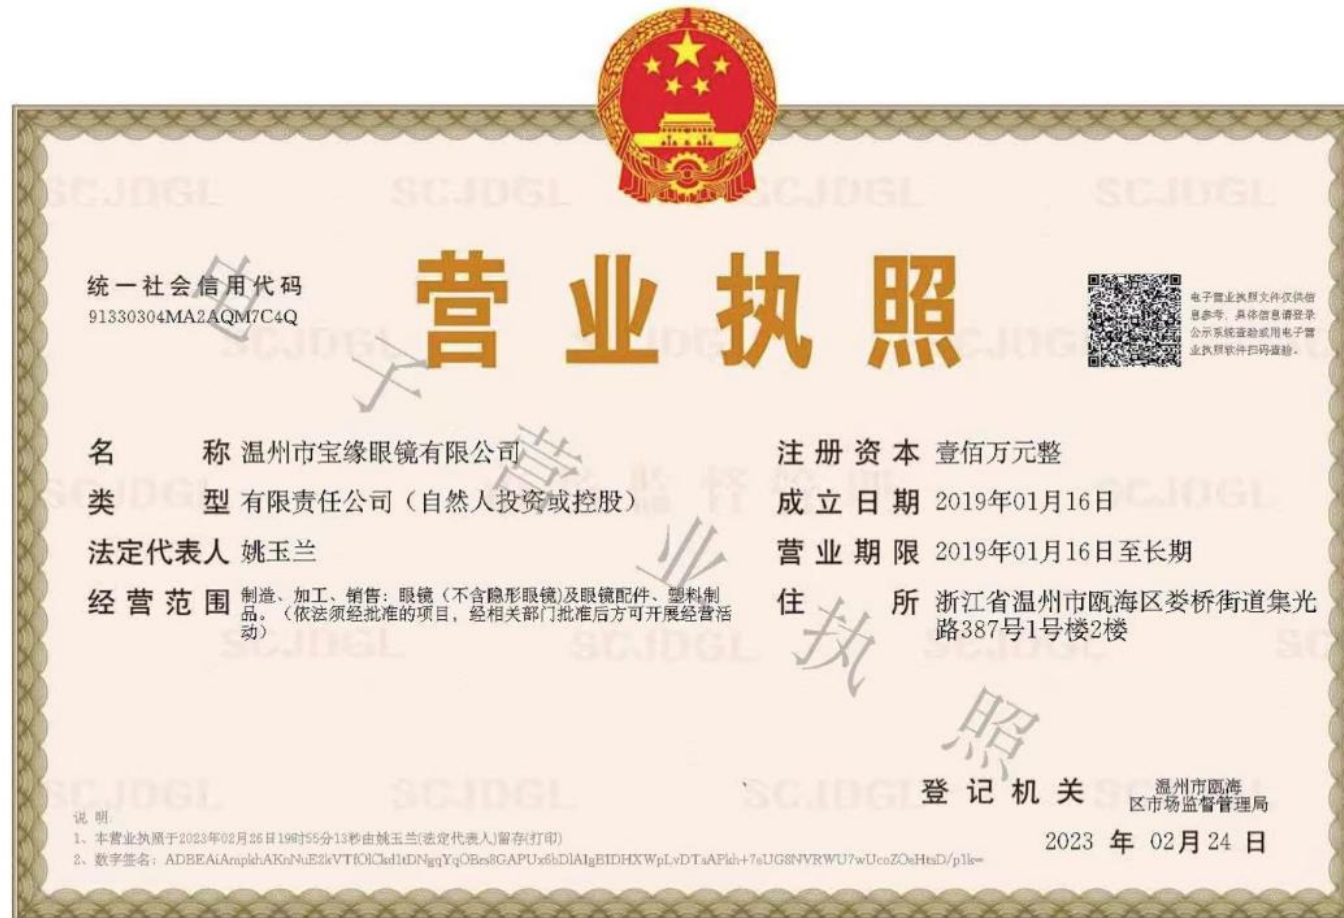 统一社会信用代码
91330304MA2AQM7C4Q
营业执照
电子营业执照文件仅供信
息参考，具体信息请登录
公示系统查验或用电子营
业执照软件扫码查验。
名称 温州市宝缘眼镜有限公司
类型 有限责任公司（自然人投资或控股）
法定代表人 姚玉兰
经营范围 制造、加工、销售：眼镜（不含隐形眼镜)及眼镜配件、塑料制
品。（依法须经批准的项目，经相关部门批准后方可开展经营活
动）
注册资本 壹佰万元整
成立日期 2019年01月16日
营业期限 2019年01月16日至长期
住所 浙江省温州市瓯海区娄桥街道集光
路387号1号楼2楼
登记机关 温州市瓯海
区市场监督管理局
2023 年 02月24 日
说明
1、本营业执照于2023年02月26日19时55分13秒由姚玉兰(法定代表人)留存(打印)
2、数字签名：
电子营业执照
SCJDGL